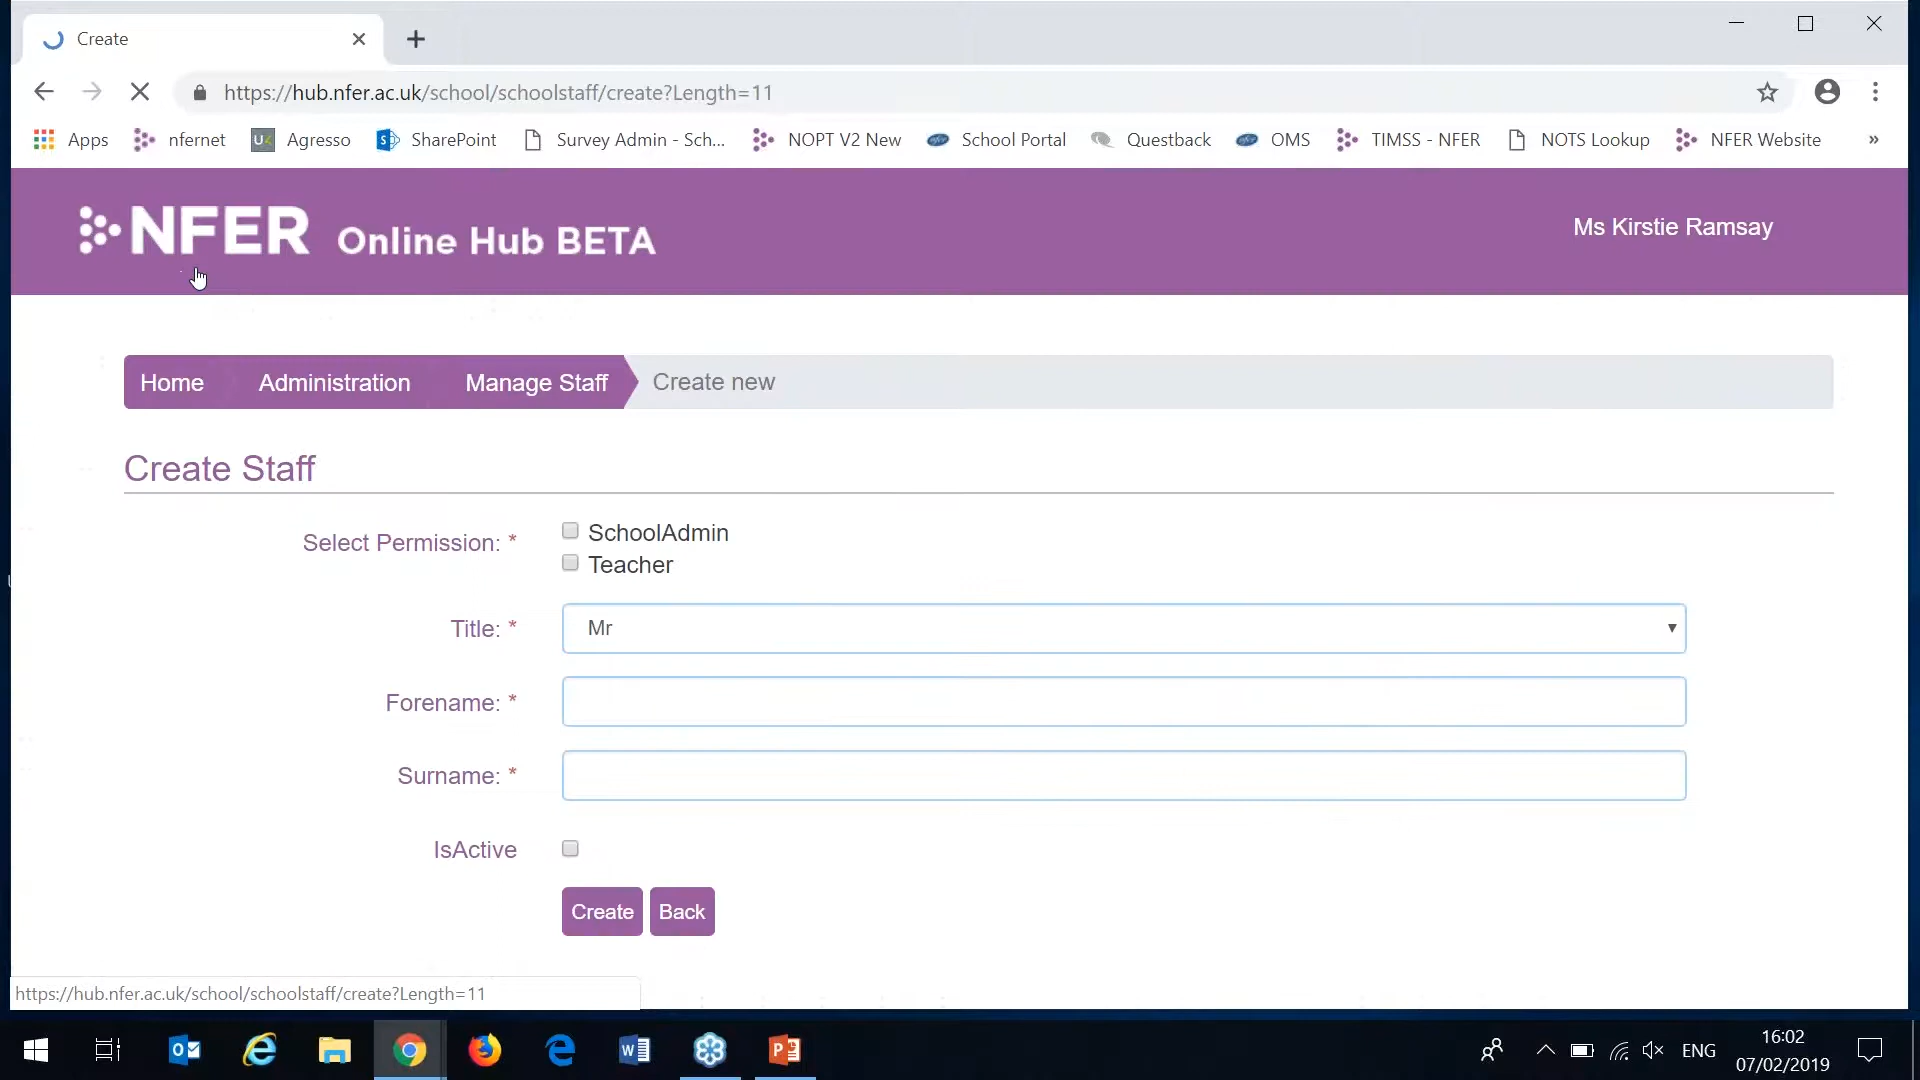 Create
https://hub.nfer.ac.uk/school/schoolstaff/create?Length=11
Apps nfernet Agresso SharePoint Survey Admin - Sch... NOPT V2 New School Portal Questback OMS TIMSS - NFER NOTS Lookup NFER Website »
NFER Online Hub BETA
Ms Kirstie Ramsay
Home Administration Manage Staff Create new
Create Staff
Select Permission: * SchoolAdmin
Teacher
Title: * Mr
Forename: *
Surname: *
IsActive
Create Back
https://hub.nfer.ac.uk/school/schoolstaff/create?Length=11
ENG 16:02
07/02/2019